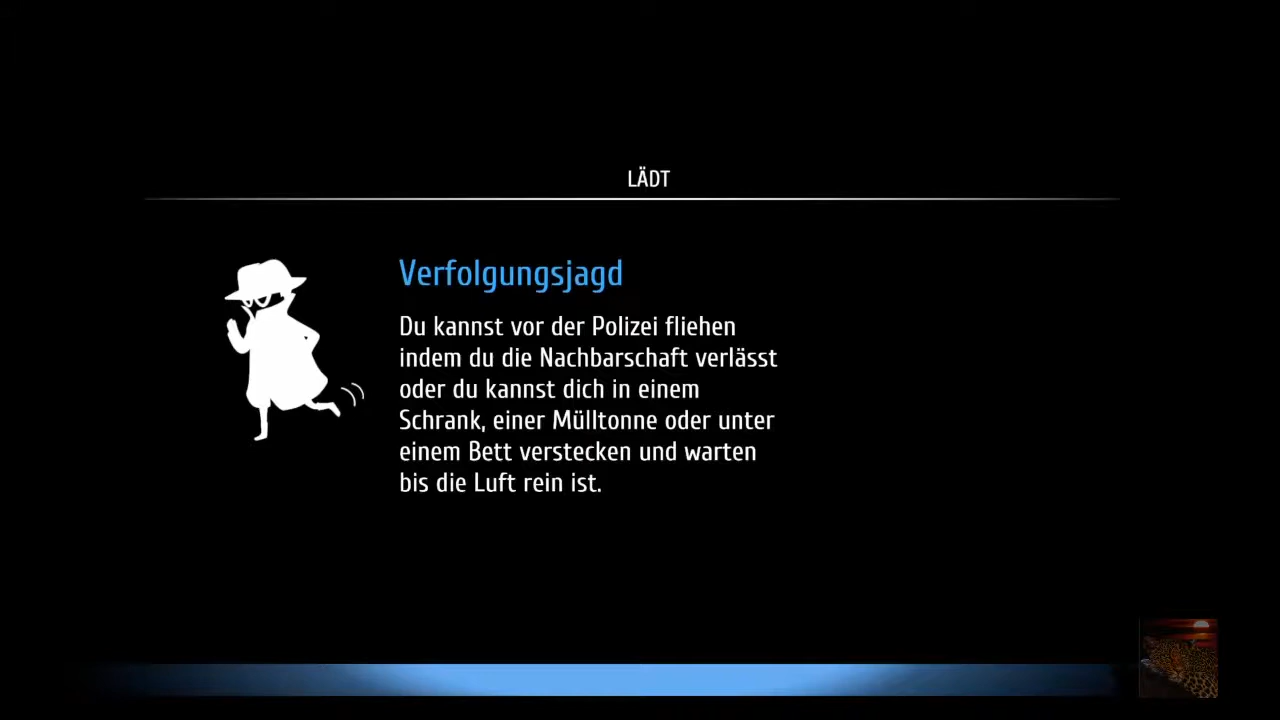 LÄDT
Verfolgungsjagd
Du kannst vor der Polizei fliehen
indem du die Nachbarschaft verlässt
oder du kannst dich in einem
Schrank, einer Mülltonne oder unter
einem Bett verstecken und warten
bis die Luft rein ist.